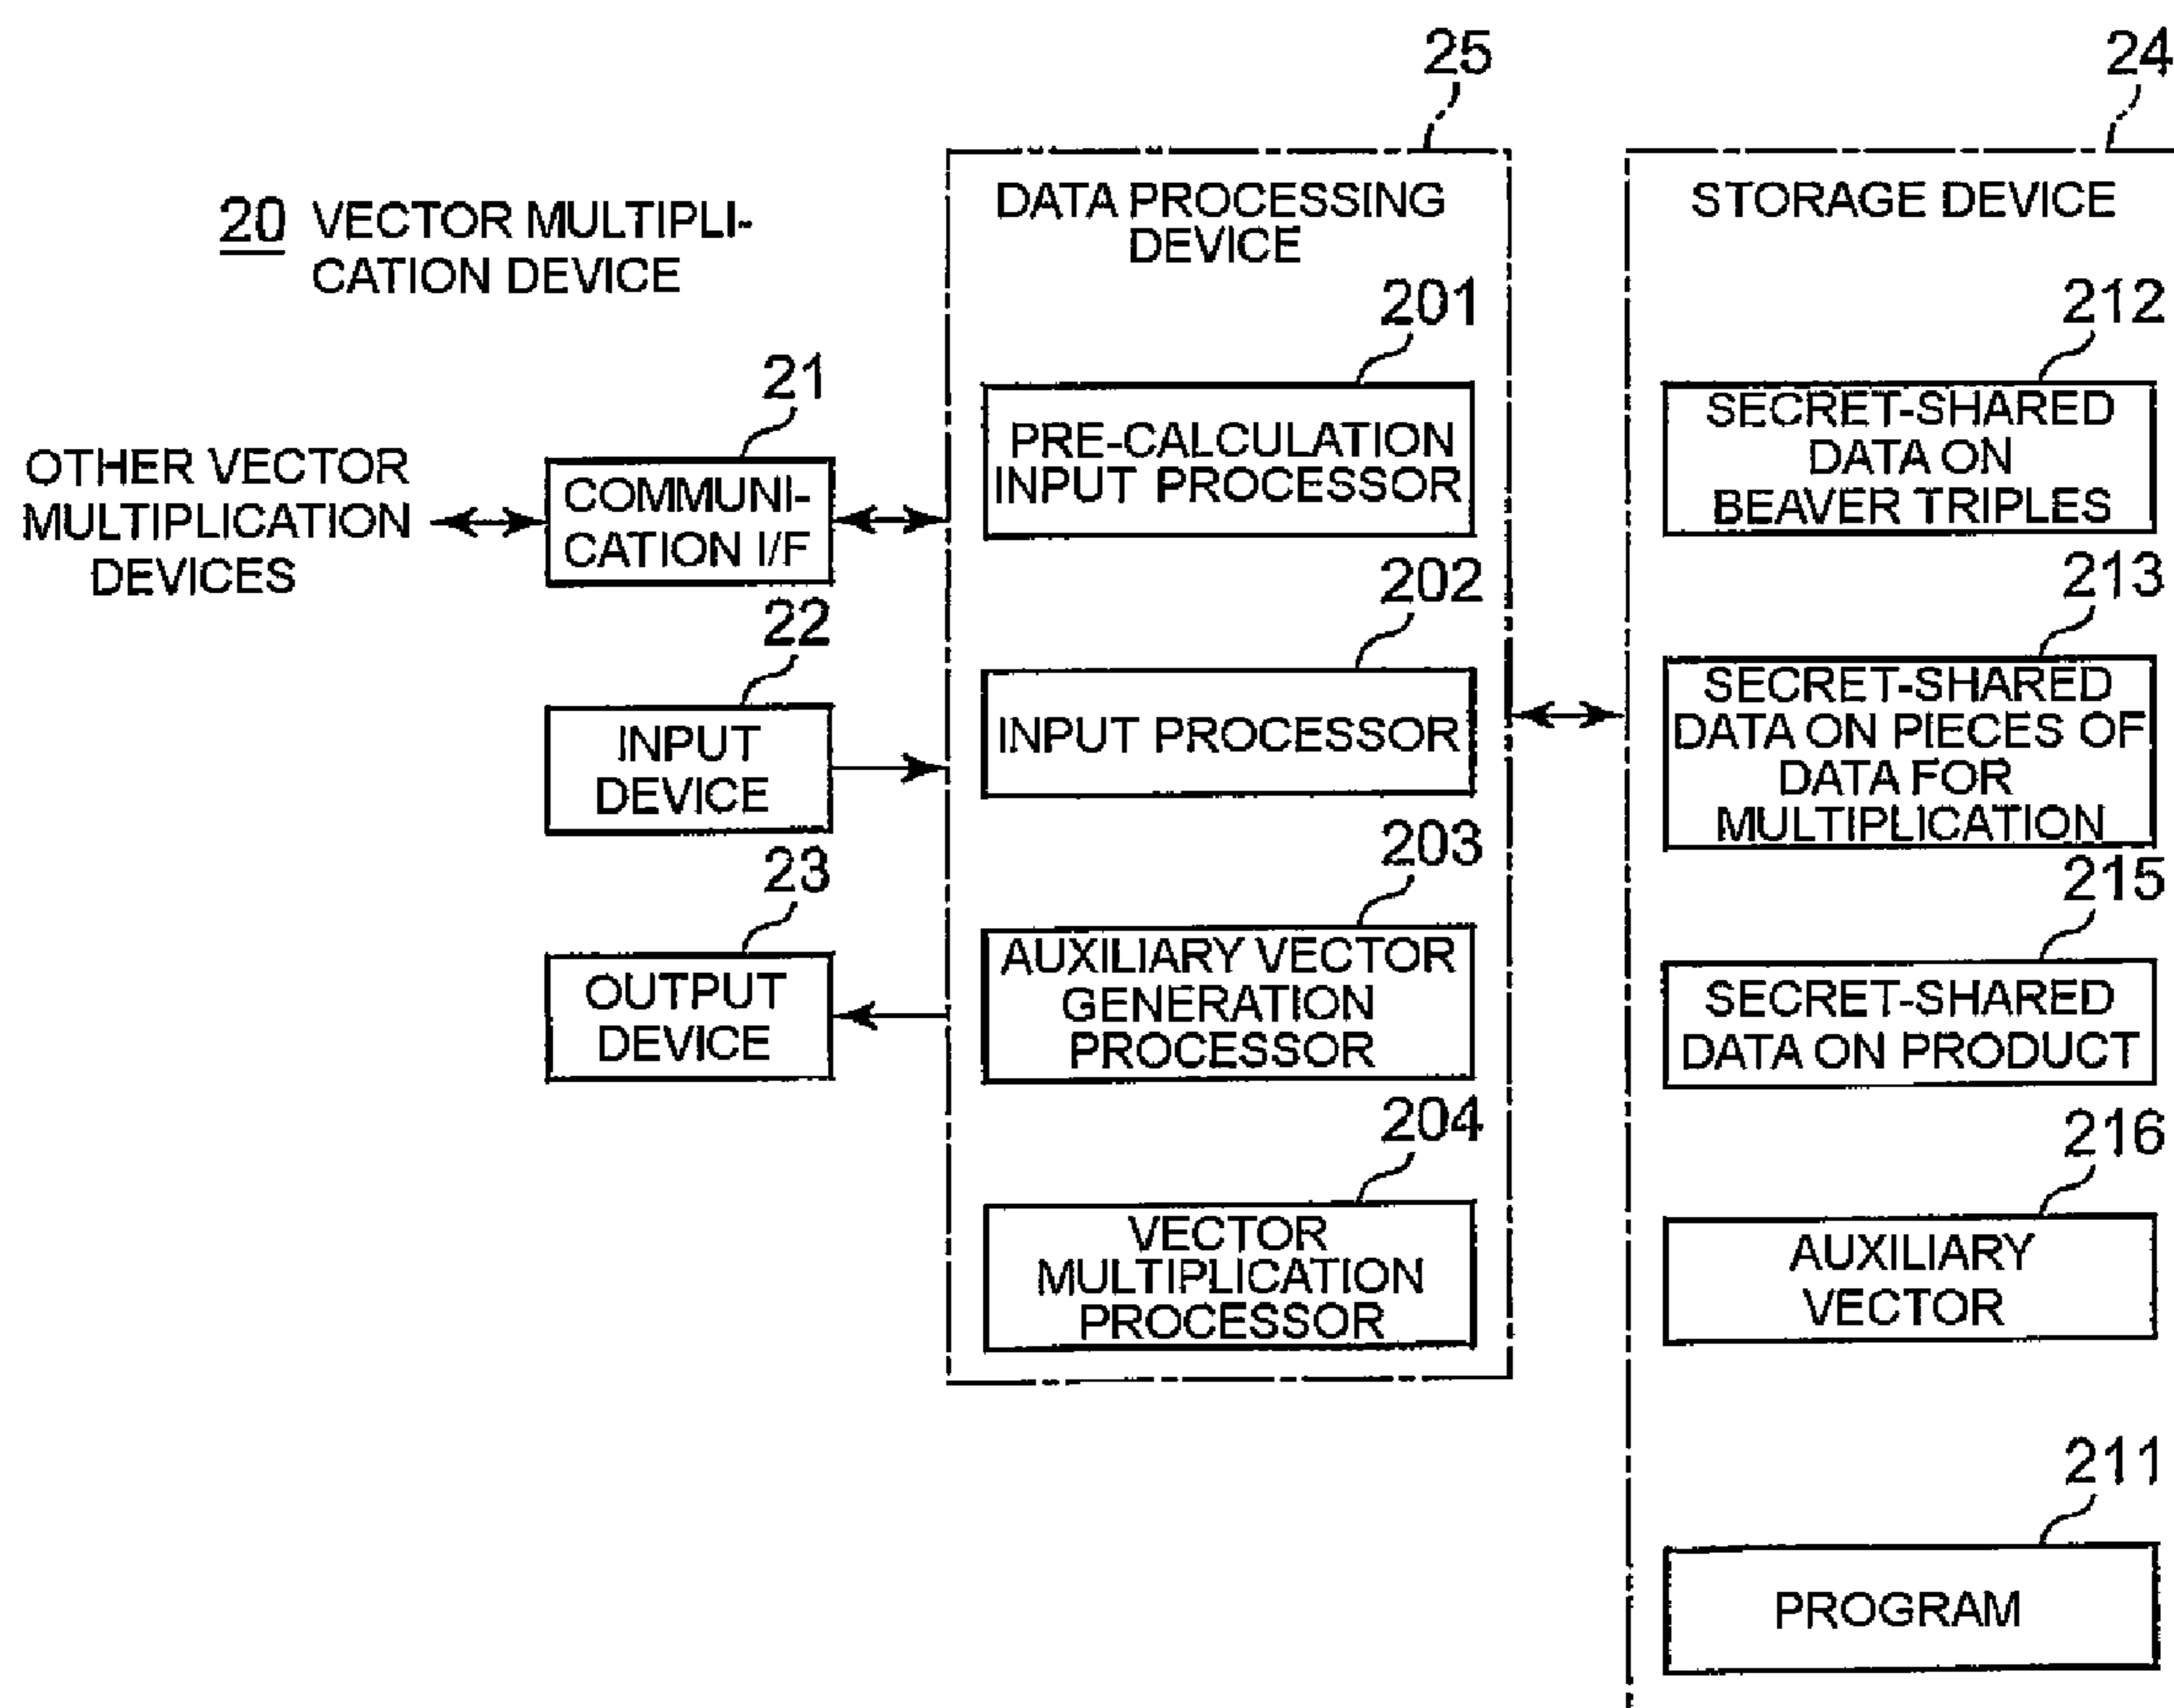 25
24
20 VECTOR MULTIPLI-
CATION DEVICE
DATA PROCESSING
DEVICE
STORAGE DEVICE
OTHER VECTOR
MULTIPLICATION
DEVICES
21
COMMUNI-
CATION I/F
22
INPUT
DEVICE
23
OUTPUT
DEVICE
201
PRE-CALCULATION
INPUT PROCESSOR
202
INPUT PROCESSOR
203
AUXILIARY VECTOR
GENERATION
PROCESSOR
204
VECTOR
MULTIPLICATION
PROCESSOR
212
SECRET-SHARED
DATA ON
BEAVER TRIPLES
213
SECRET-SHARED
DATA ON PIECES OF
DATA FOR
MULTIPLICATION
215
SECRET-SHARED
DATA ON PRODUCT
216
AUXILIARY
VECTOR
211
PROGRAM